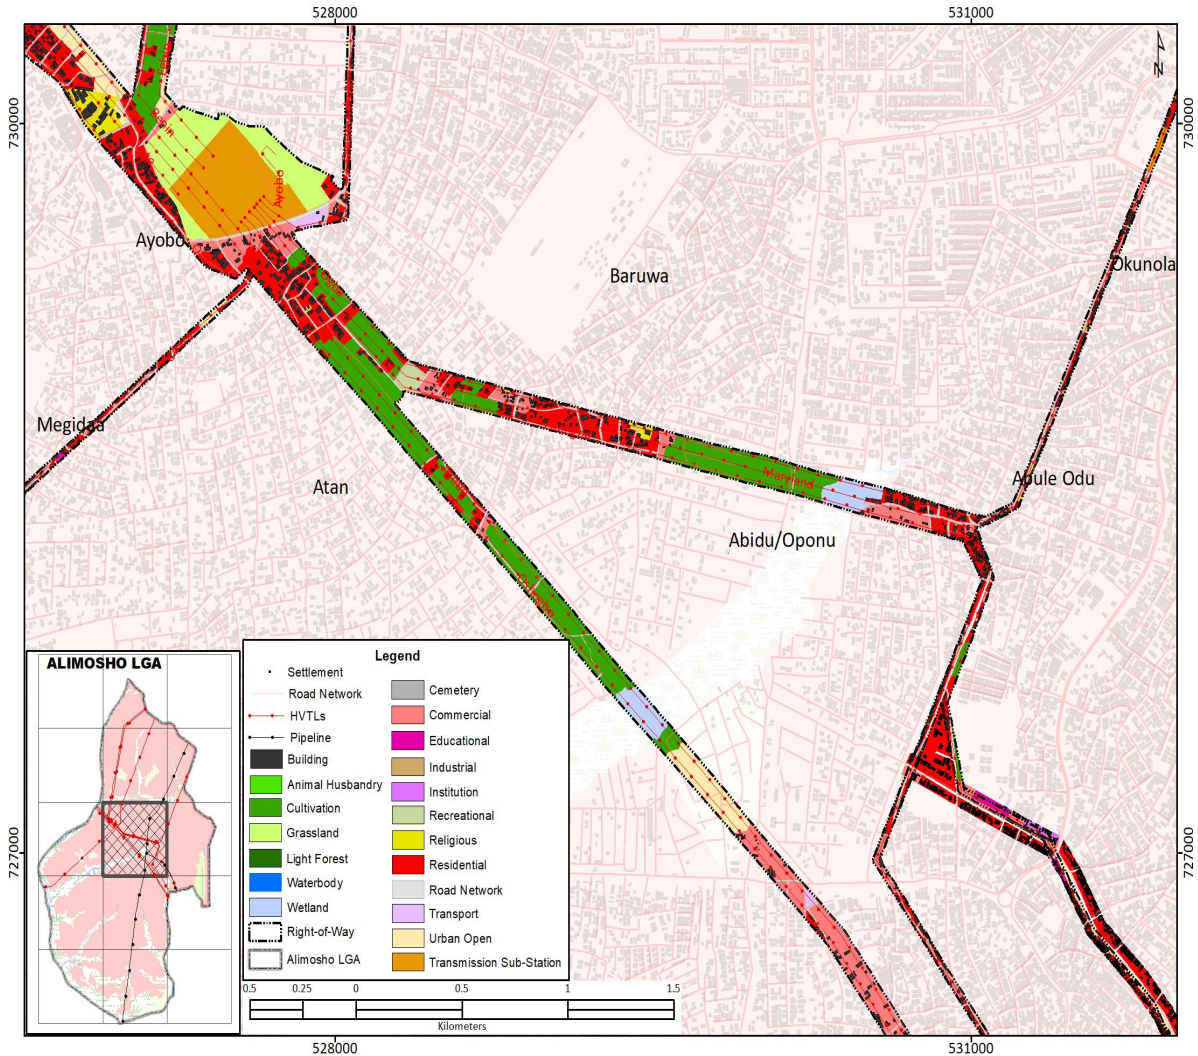 528000
531000
N
730000
730000
Benin
Ayobo
Ayobo
Baruwa
Okunola
Megidaa
Atan
Maryland
Abule Odu
Abidu/Oponu
ALIMOSHO LGA
Legend
Settlement
Road Network
HVTLs
Pipeline
Building
Animal Husbandry
Cultivation
Grassland
Light Forest
Waterbody
Wetland
Right-of-Way
Alimosho LGA
Cemetery
Commercial
Educational
Industrial
Institution
Recreational
Religious
Residential
Road Network
Transport
Urban Open
Transmission Sub-Station
727000
727000
0.5 0.25 0 0.5 1 1.5
Kilometers
528000
531000